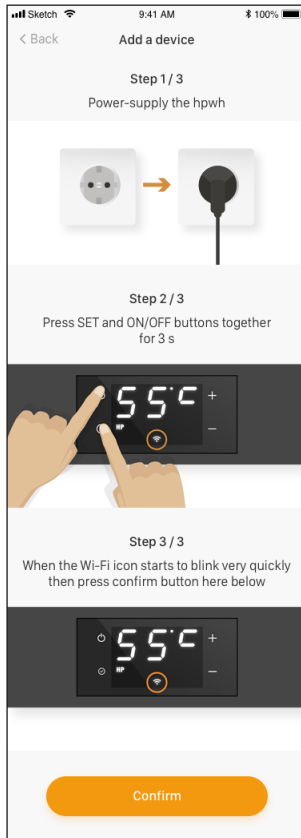 Sketch 9:41 AM 100%
< Back Add a device
Step 1 / 3
Power-supply the hpwh
Step 2 / 3
Press SET and ON/OFF buttons together
for 3 s
55°C
HP
Step 3 / 3
When the Wi-Fi icon starts to blink very quickly
then press confirm button here below
55°C
HP
Confirm